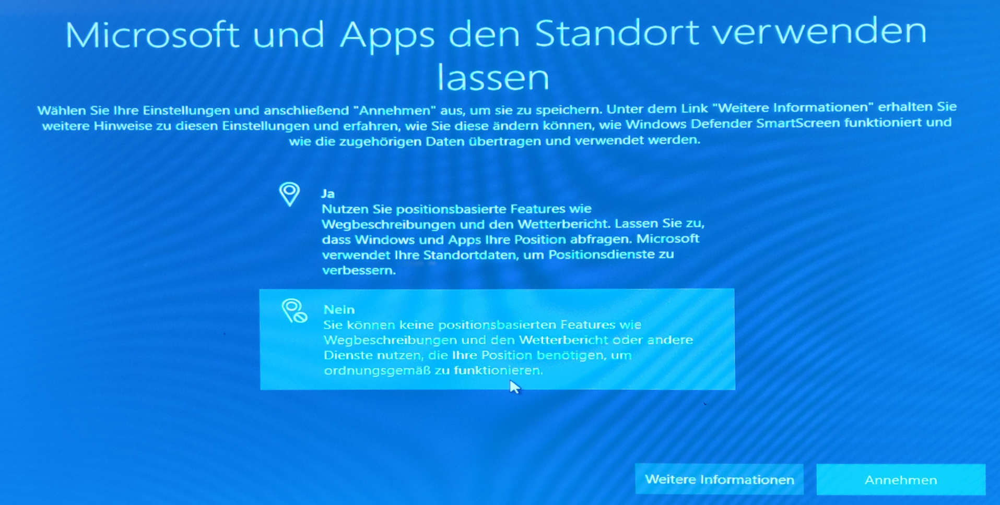 Microsoft und Apps den Standort verwenden
lassen
Wählen Sie Ihre Einstellungen und anschließend "Annehmen" aus, um sie zu speichern. Unter dem Link "Weitere Informationen" erhalten Sie
weitere Hinweise zu diesen Einstellungen und erfahren, wie Sie diese ändern können, wie Windows Defender SmartScreen funktioniert und
wie die zugehörigen Daten übertragen und verwendet werden.
Ja
Nutzen Sie positionsbasierte Features wie
Wegbeschreibungen und den Wetterbericht. Lassen Sie zu,
dass Windows und Apps Ihre Position abfragen. Microsoft
verwendet Ihre Standortdaten, um Positionsdienste zu
verbessern.
Nein
Sie können keine positionsbasierten Features wie
Wegbeschreibungen und den Wetterbericht oder andere
Dienste nutzen, die Ihre Position benötigen, um
ordnungsgemäß zu funktionieren.
Weitere Informationen
Annehmen